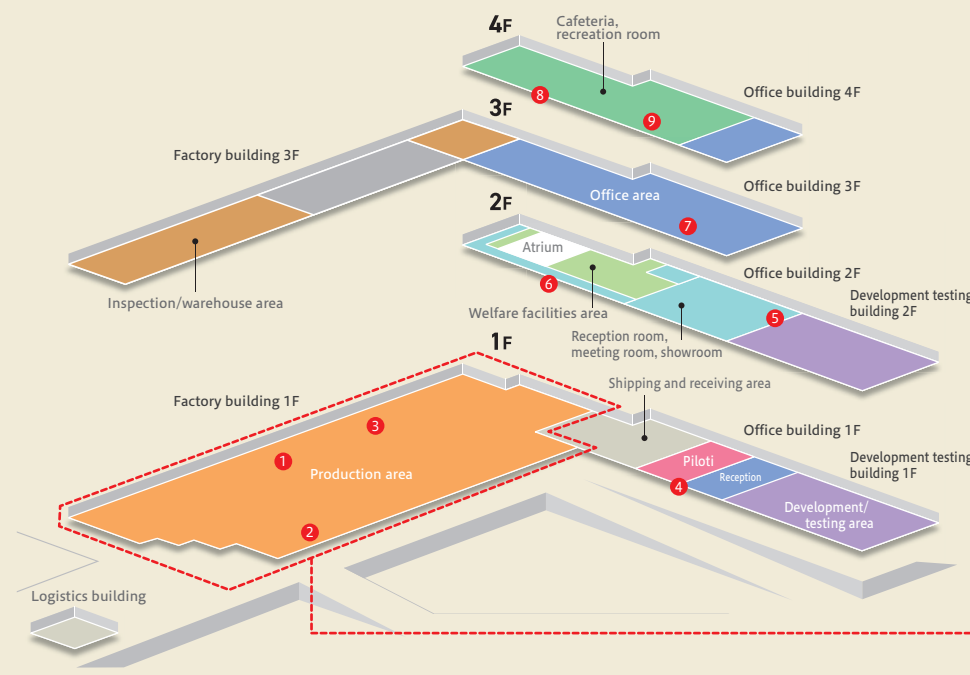 4F
Cafeteria,
recreation room
8
9
Office building 4F
3F
Factory building 3F
Office area
7
Office building 3F
Inspection/warehouse area
2F
Atrium
6
Welfare facilities area
Reception room,
meeting room, showroom
5
Office building 2F
Development testing
building 2F
1F
Factory building 1F
Shipping and receiving area
3
1
Production area
2
Piloti
Reception
4
Development/
testing area
Office building 1F
Development testing
building 1F
Logistics building